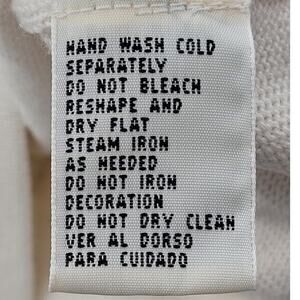 HAND WASH COLD
SEPARATELY
DO NOT BLEACH
RESHAPE AND
DRY FLAT
STEAM IRON
AS NEEDED
DO NOT IRON
DECORATION
DO NOT DRY CLEAN
VER AL DORSO
PARA CUIDADO